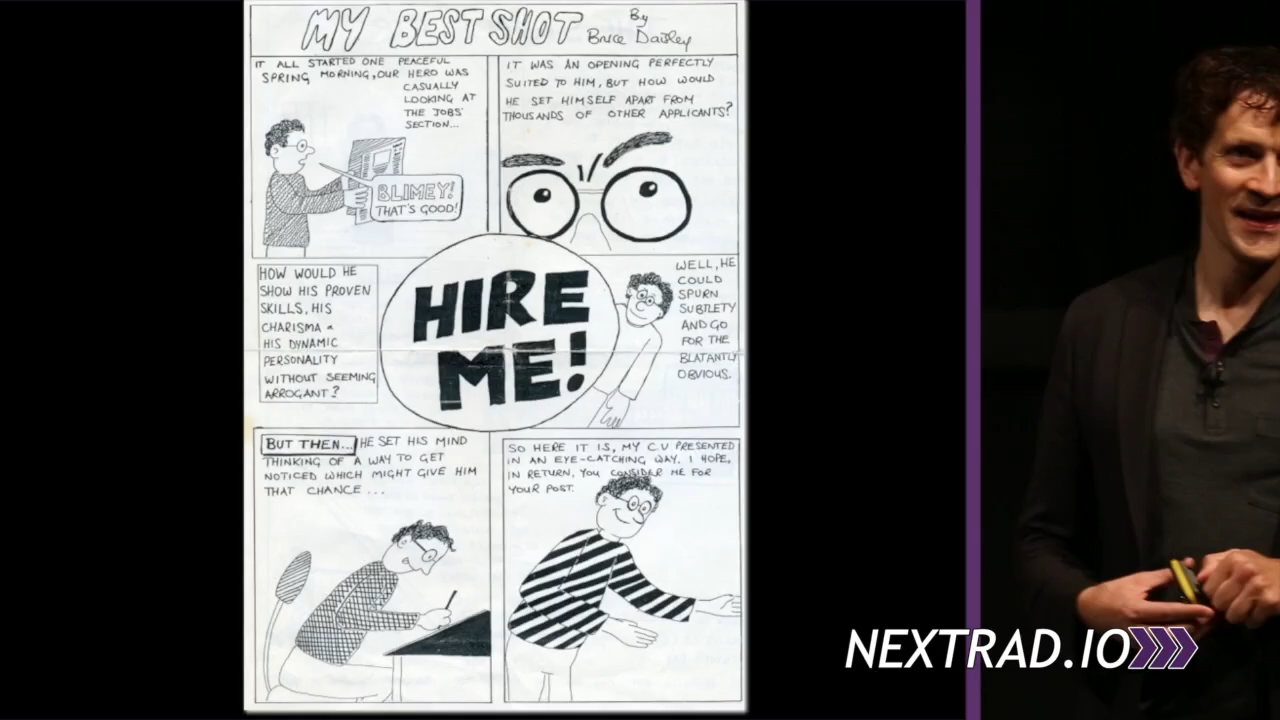 MY BEST SHOT By
Bruce Daisley
IT ALL STARTED ONE PEACEFUL
SPRING MORNING, OUR HERO WAS
CASUALLY
LOOKING AT
THE 'JOBS'
SECTION...
BLIMEY!
THAT'S GOOD!
IT WAS AN OPENING PERFECTLY
SUITED TO HIM, BUT HOW WOULD
HE SET HIMSELF APART FROM
THOUSANDS OF OTHER APPLICANTS?
HOW WOULD HE
SHOW HIS PROVEN
SKILLS, HIS
CHARISMA &
HIS DYNAMIC
PERSONALITY
WITHOUT SEEMING
ARROGANT?
HIRE
ME!
WELL, HE
COULD
SPURN
SUBTLETY
AND GO
FOR THE
BLATANTLY
OBVIOUS.
BUT THEN... HE SET HIS MIND
THINKING OF A WAY TO GET
NOTICED WHICH MIGHT GIVE HIM
THAT CHANCE...
SO HERE IT IS, MY C.V PRESENTED
IN AN EYE-CATCHING WAY. I HOPE,
IN RETURN, YOU CONSIDER ME FOR
YOUR POST.
NEXTRAD.IO